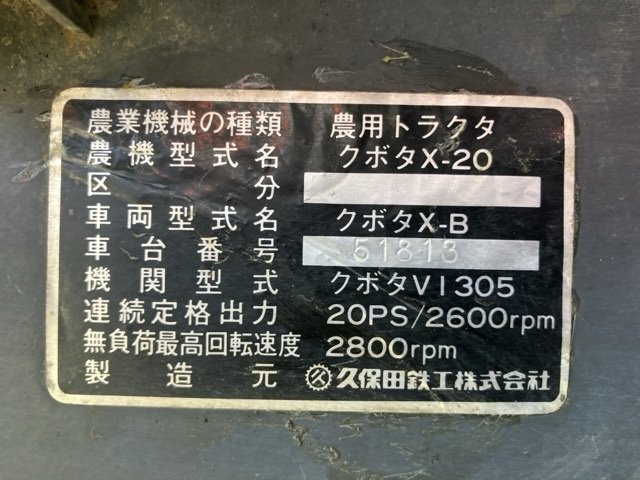 農業機械の種類 農用トラクタ
農機型式名 クボタX-20
区分
車両型式名 クボタX-B
車台番号 51813
機関型式 クボタV1305
連続定格出力 20PS/2600rpm
無負荷最高回転速度 2800rpm
製造元 久保田鉄工株式会社